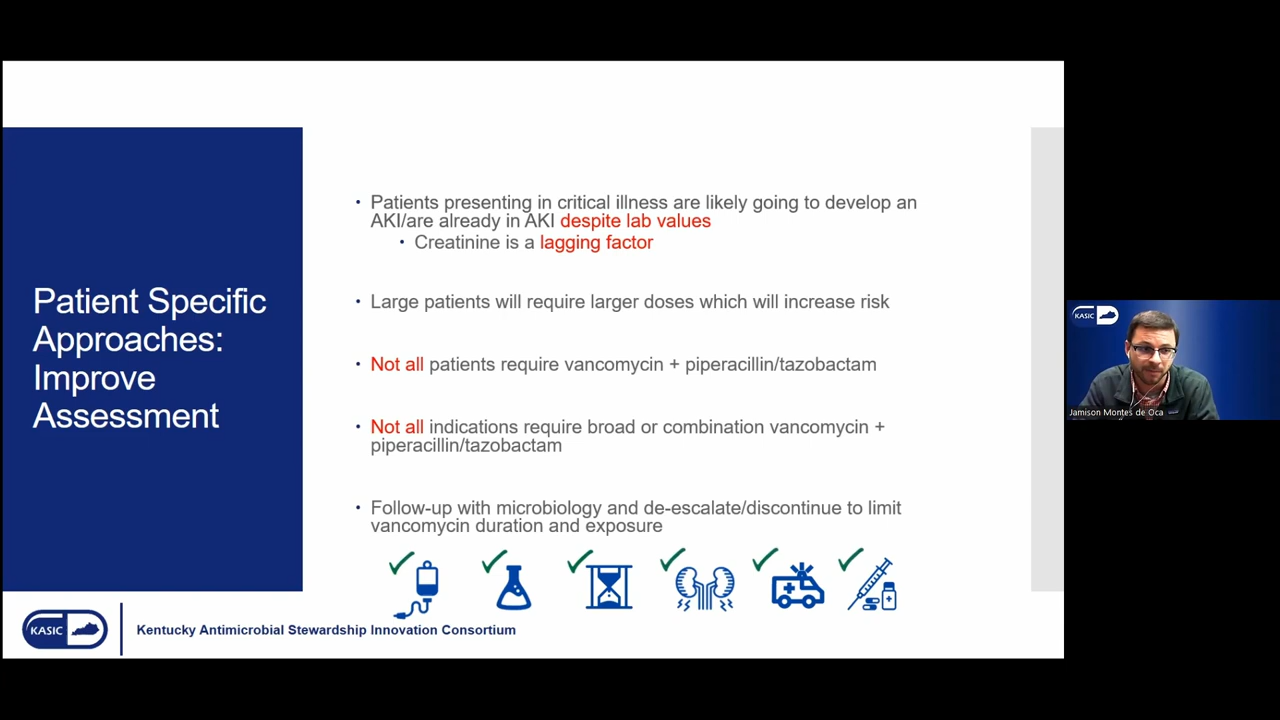 Patient Specific
Approaches:
Improve
Assessment
• Patients presenting in critical illness are likely going to develop an
AKI/are already in AKI despite lab values
• Creatinine is a lagging factor
• Large patients will require larger doses which will increase risk
• Not all patients require vancomycin + piperacillin/tazobactam
• Not all indications require broad or combination vancomycin +
piperacillin/tazobactam
• Follow-up with microbiology and de-escalate/discontinue to limit
vancomycin duration and exposure
KASIC
Kentucky Antimicrobial Stewardship Innovation Consortium
KASIC
Jamison Montes de Oca